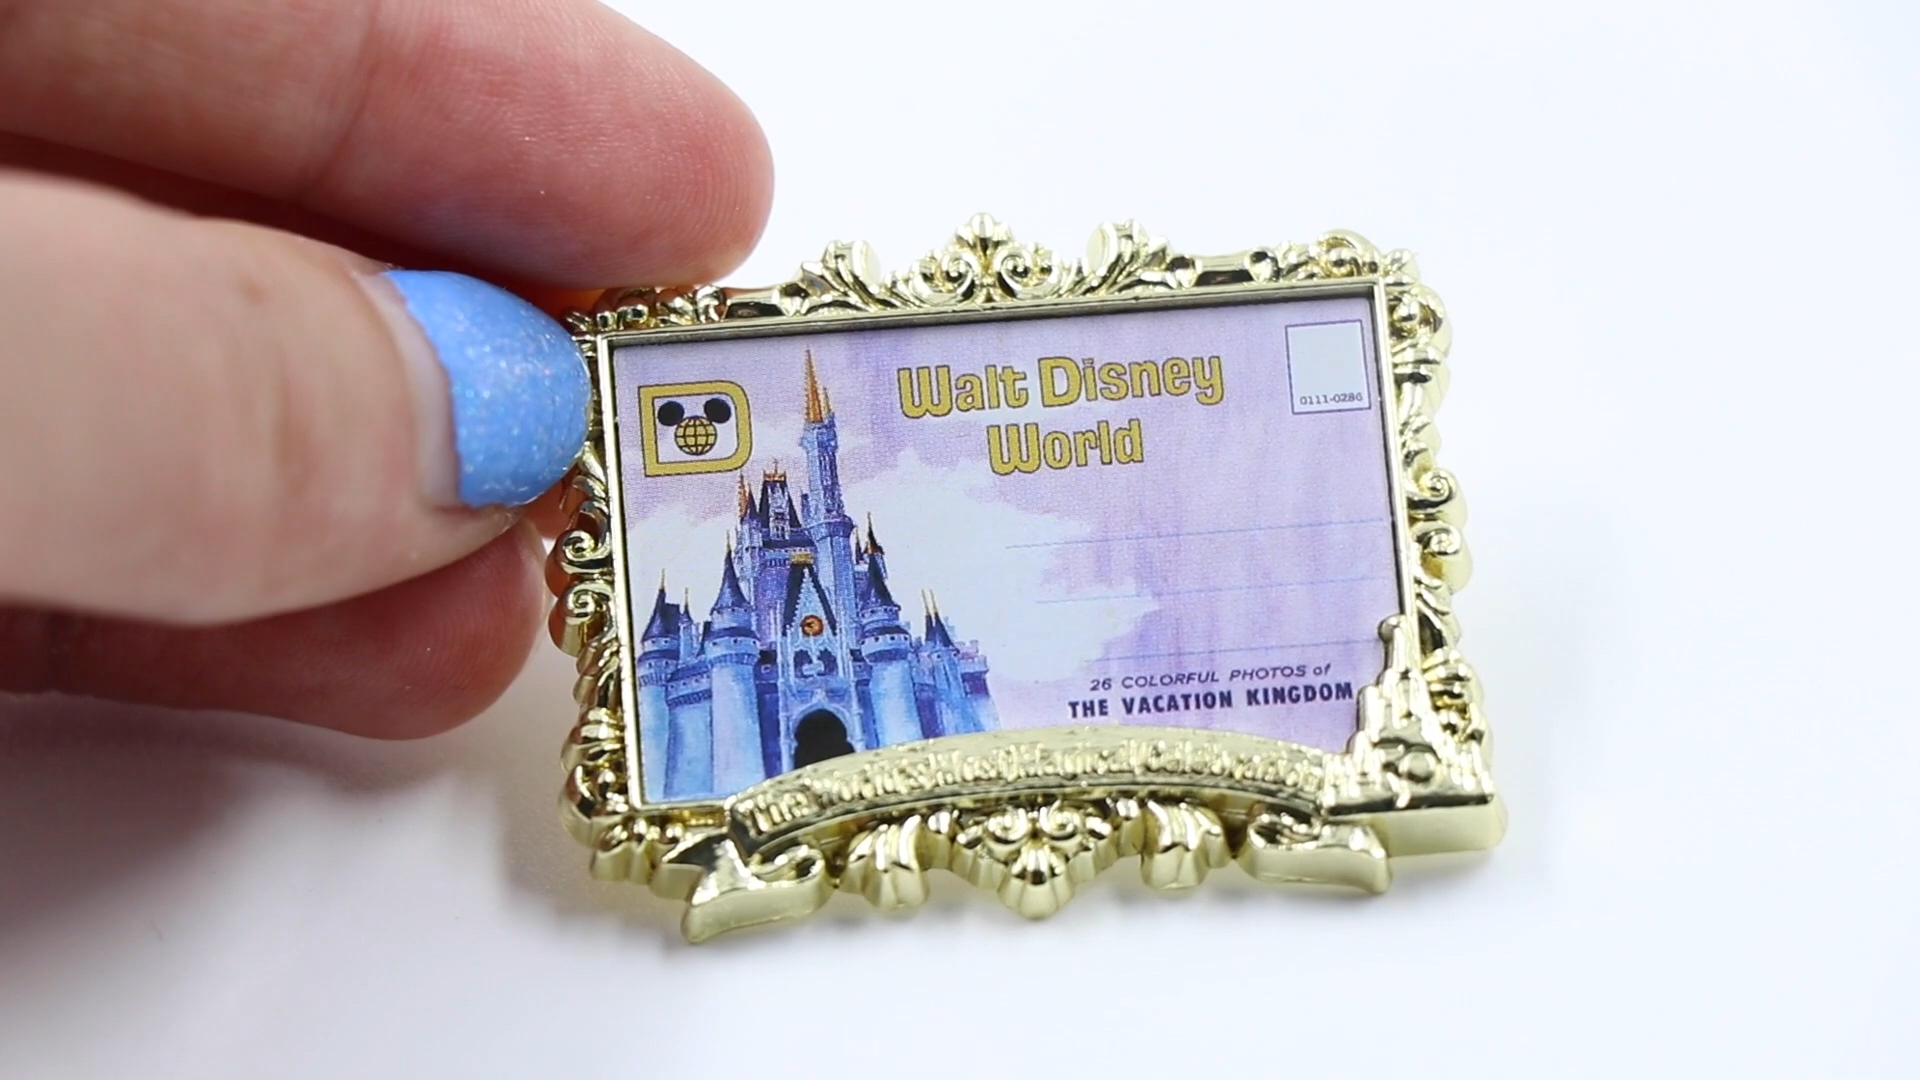 Walt Disney
World
0111-0286
26 COLORFUL PHOTOS of
THE VACATION KINGDOM
The World's Most Magical Celebration